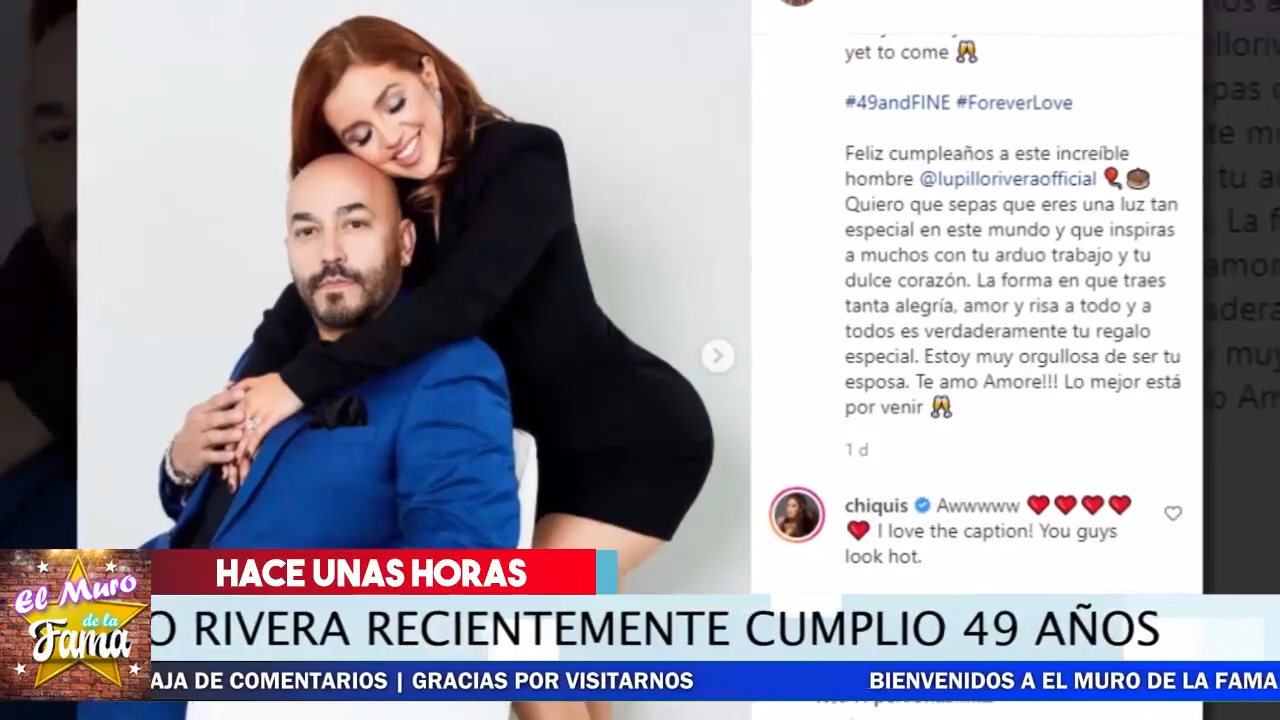 yet to come
#49andFINE #ForeverLove
Feliz cumpleaños a este increíble
hombre @lupilloriveraofficial
Quiero que sepas que eres una luz tan
especial en este mundo y que inspiras
a muchos con tu arduo trabajo y tu
dulce corazón. La forma en que traes
tanta alegría, amor y risa a todo y a
todos es verdaderamente tu regalo
especial. Estoy muy orgullosa de ser tu
esposa. Te amo Amore!!! Lo mejor está
por venir
1 d
chiquis Awwwww
I love the caption! You guys
look hot.
HACE UNAS HORAS
El Muro
de la
Fama
O RIVERA RECIENTEMENTE CUMPLIO 49 AÑOS
AJA DE COMENTARIOS | GRACIAS POR VISITARNOS
BIENVENIDOS A EL MURO DE LA FAMA